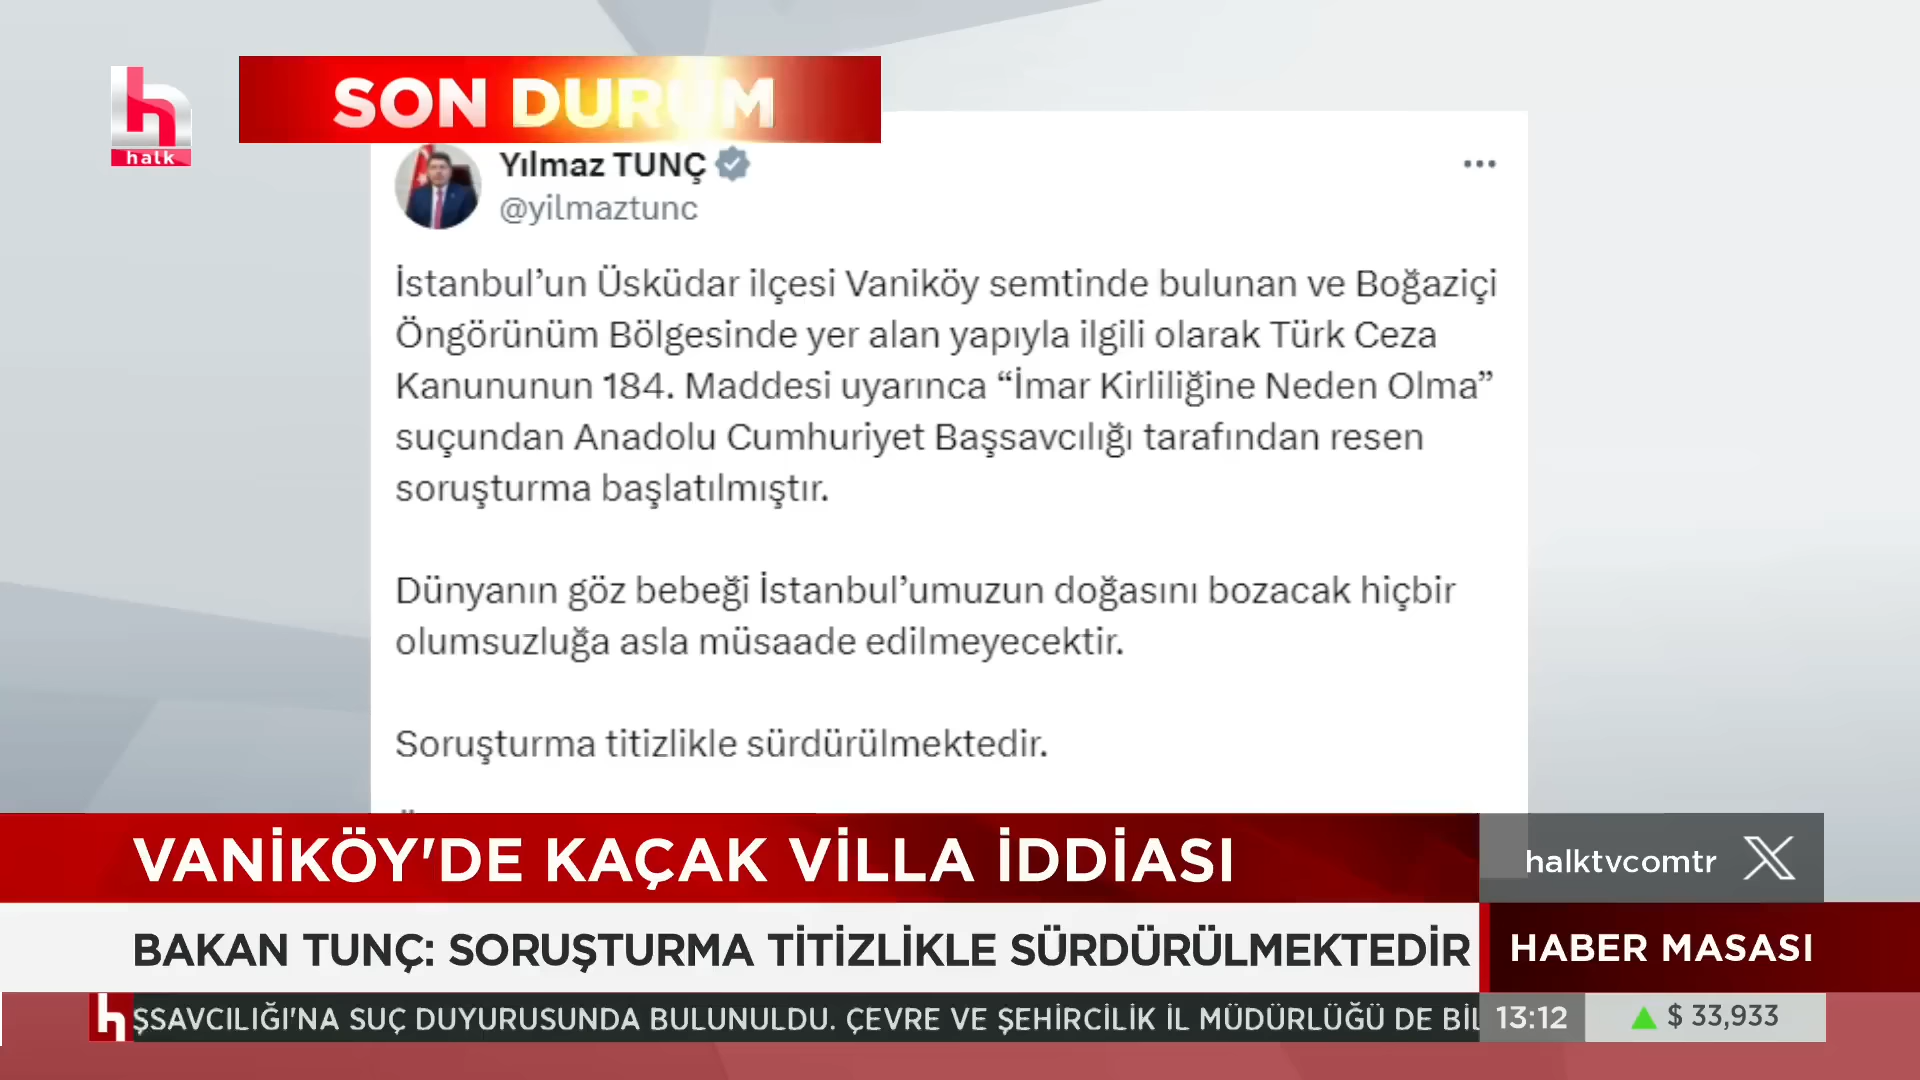 halk
SON DURUM
Yılmaz TUNÇ
@yilmaztunc
İstanbul’un Üsküdar ilçesi Vaniköy semtinde bulunan ve Boğaziçi
Öngörünüm Bölgesinde yer alan yapıyla ilgili olarak Türk Ceza
Kanununun 184. Maddesi uyarınca “İmar Kirliliğine Neden Olma”
suçundan Anadolu Cumhuriyet Başsavcılığı tarafından resen
soruşturma başlatılmıştır.
Dünyanın göz bebeği İstanbul’umuzun doğasını bozacak hiçbir
olumsuzluğa asla müsaade edilmeyecektir.
Soruşturma titizlikle sürdürülmektedir.
VANİKÖY'DE KAÇAK VİLLA İDDİASI
halktvcomtr
BAKAN TUNÇ: SORUŞTURMA TİTİZLİKLE SÜRDÜRÜLMEKTEDİR
HABER MASASI
ŞSAVCILIĞI'NA SUÇ DUYURUSUNDA BULUNULDU. ÇEVRE VE ŞEHİRCİLİK İL MÜDÜRLÜĞÜ DE BİL
13:12
$ 33,933